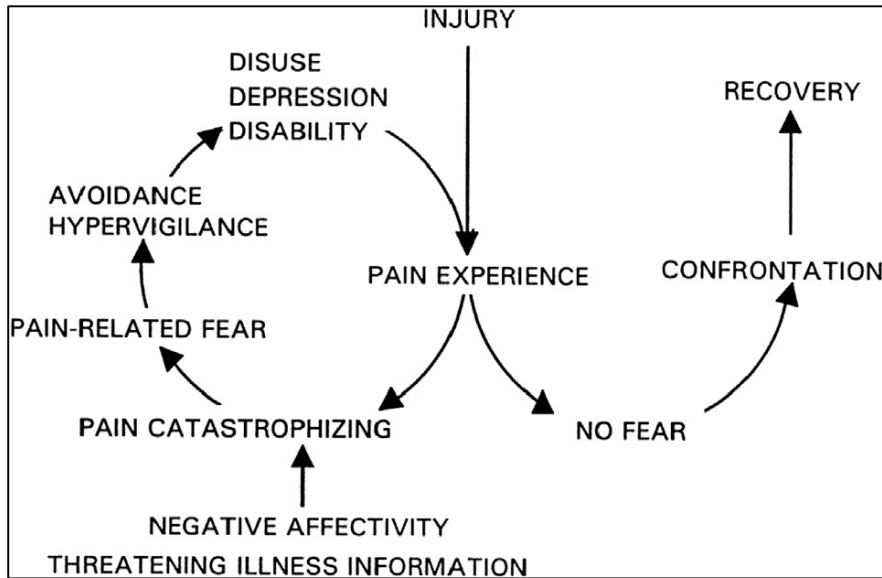 INJURY
DISUSE
DEPRESSION
DISABILITY
RECOVERY
AVOIDANCE
HYPERVIGILANCE
PAIN EXPERIENCE
CONFRONTATION
PAIN-RELATED FEAR
PAIN CATASTROPHIZING
NO FEAR
NEGATIVE AFFECTIVITY
THREATENING ILLNESS INFORMATION